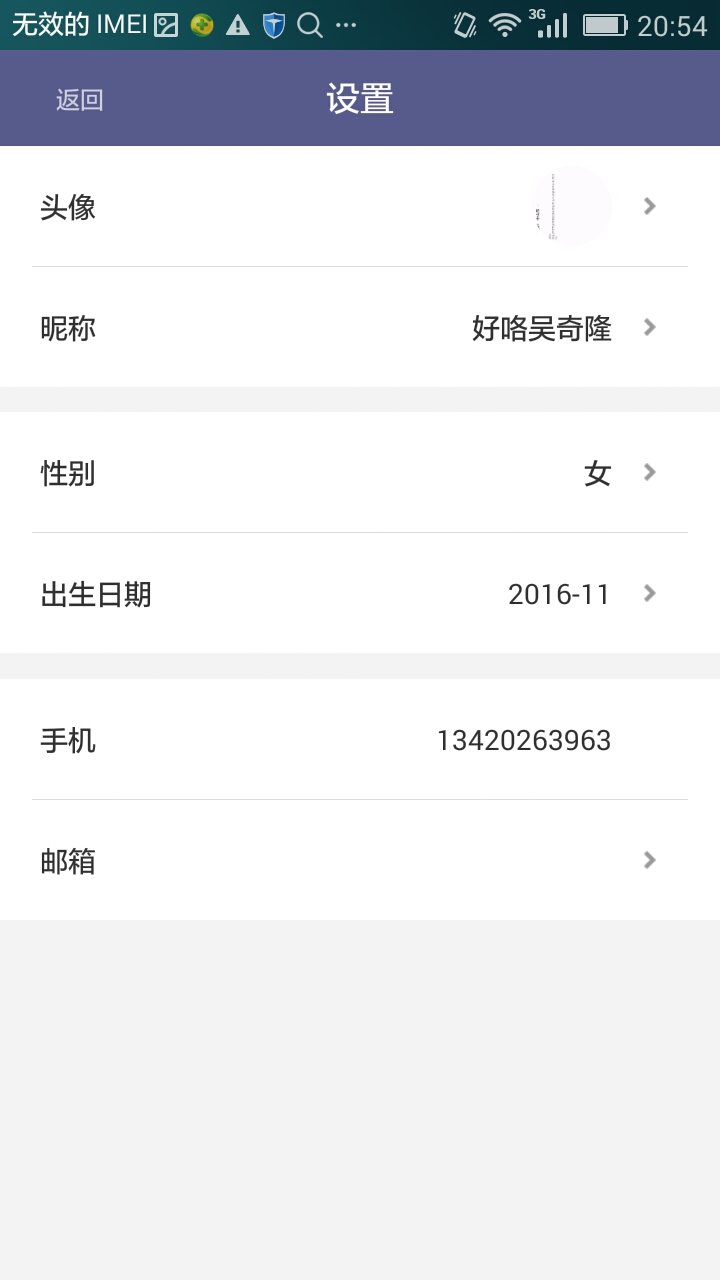 无效的 IMEI 3G 20:54
返回 设置
头像
昵称 好咯吴奇隆
性别 女
出生日期 2016-11
手机 13420263963
邮箱